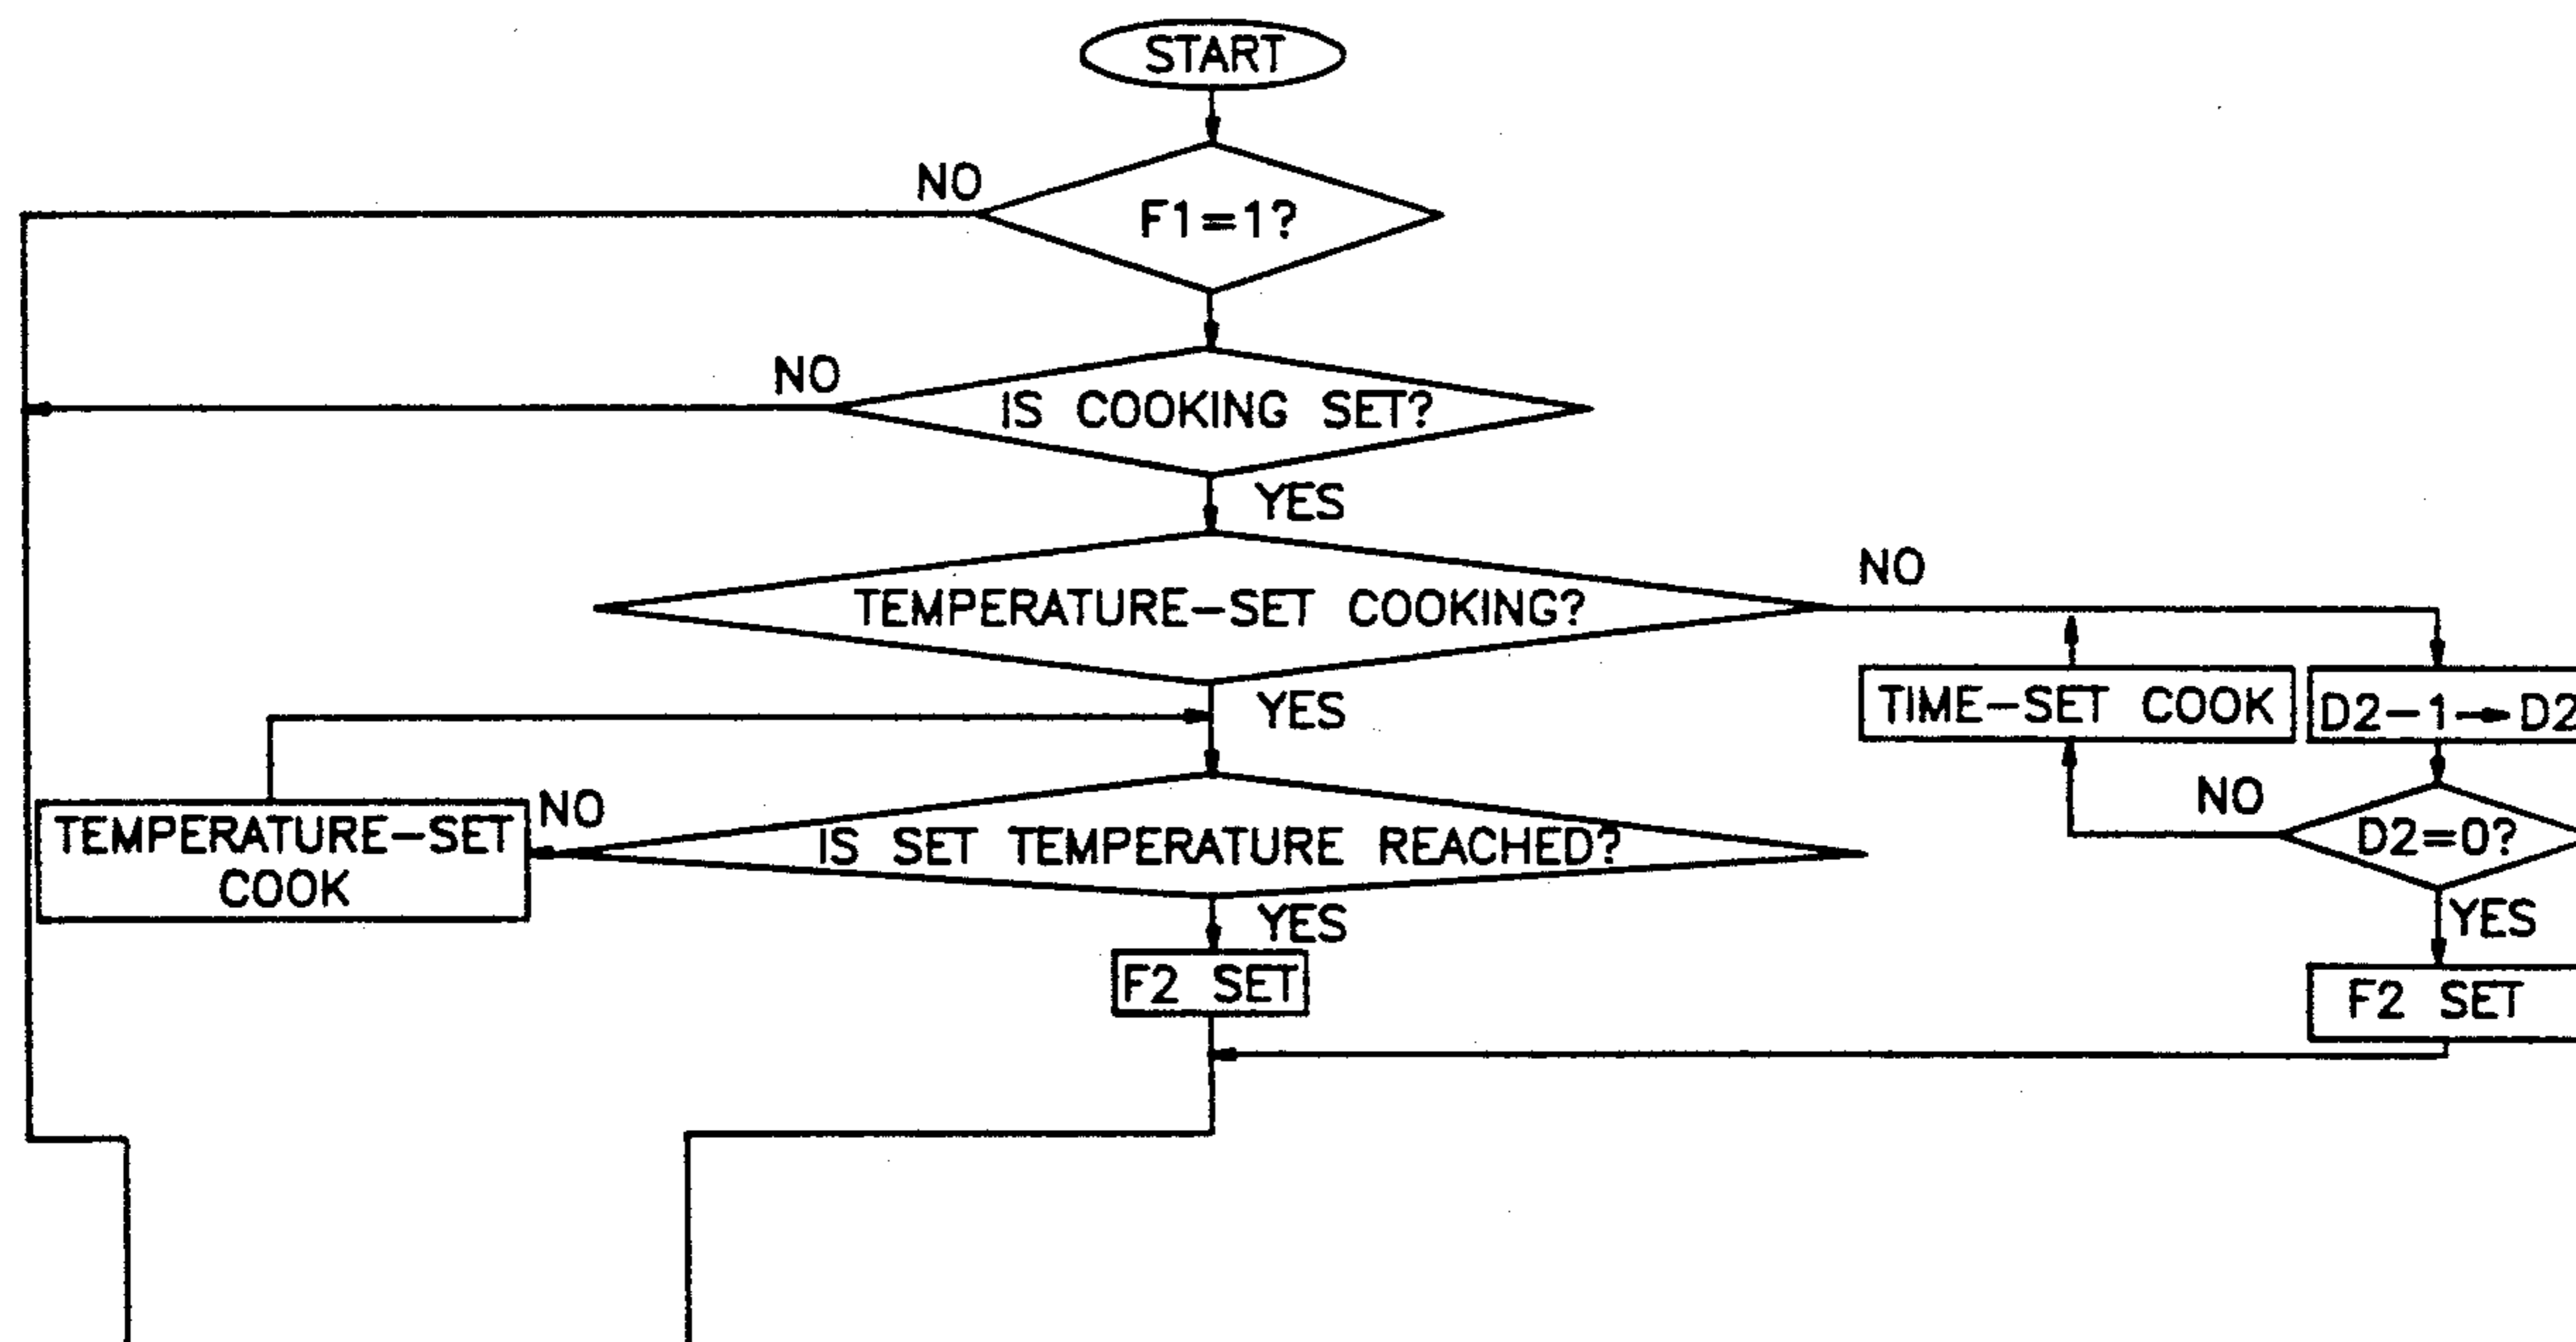 START
NO
F1=1?
NO
IS COOKING SET?
YES
NO
TEMPERATURE-SET COOKING?
YES
TIME-SET COOK
D2-1→D2
NO
TEMPERATURE-SET
COOK
IS SET TEMPERATURE REACHED?
NO
D2=0?
YES
YES
F2 SET
F2 SET